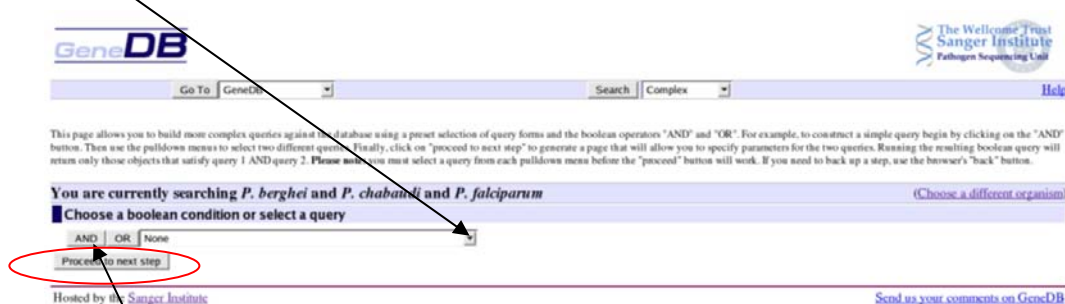 GeneDB
The Wellcome Trust
Sanger Institute
Pathogen Sequencing Unit
Go To GeneDB Search Complex Help
This page allows you to build more complex queries against the database using a preset selection of query forms and the boolean operators "AND" and "OR". For example, to construct a simple query begin by clicking on the "AND"
button. Then use the pulldown menus to select two different queries. Finally, click on "proceed to next step" to generate a page that will allow you to specify parameters for the two queries. Running the resulting boolean query will
return only those objects that satisfy query 1 AND query 2. Please note: you must select a query from each pulldown menu before the "proceed" button will work. If you need to back up a step, use the browser's "back" button.
You are currently searching P. berghei and P. chabaudi and P. falciparum (Choose a different organism)
Choose a boolean condition or select a query
AND OR None
Proceed to next step
Hosted by the Sanger Institute Send us your comments on GeneDB